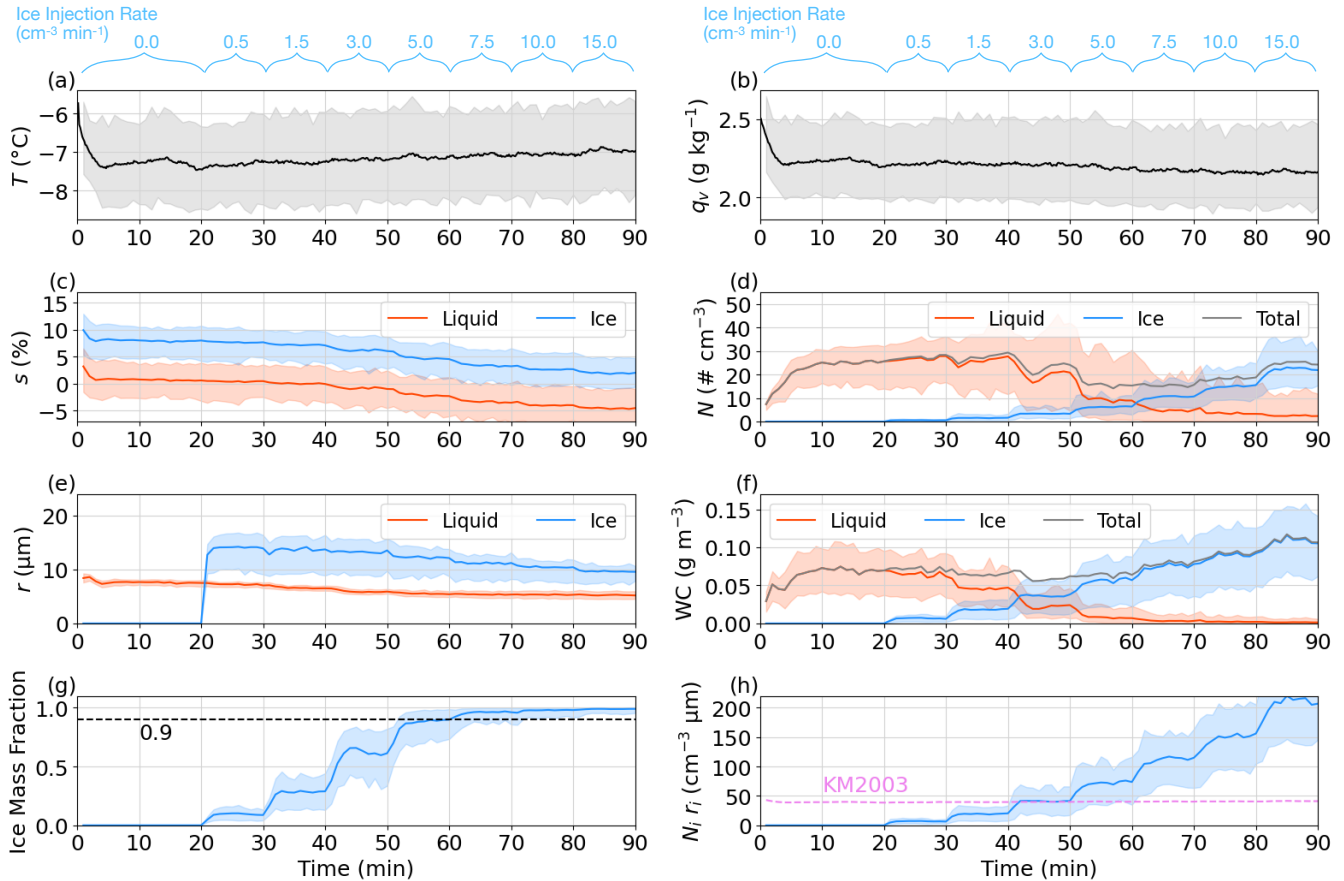 Ice Injection Rate
(cm⁻³ min⁻¹)
0.0 0.5 1.5 3.0 5.0 7.5 10.0 15.0
Ice Injection Rate
(cm⁻³ min⁻¹)
0.0 0.5 1.5 3.0 5.0 7.5 10.0 15.0
(a)
T (°C)
−6
−7
−8
0 10 20 30 40 50 60 70 80 90
(b)
qᵥ (g kg⁻¹)
2.5
2.0
0 10 20 30 40 50 60 70 80 90
(c)
s (%)
15
10
5
0
−5
Liquid Ice
0 10 20 30 40 50 60 70 80 90
(d)
N (# cm⁻³)
50
40
30
20
10
0
Liquid Ice Total
0 10 20 30 40 50 60 70 80 90
(e)
r (μm)
20
10
0
Liquid Ice
0 10 20 30 40 50 60 70 80 90
(f)
WC (g m⁻³)
0.15
0.10
0.05
0.00
Liquid Ice Total
0 10 20 30 40 50 60 70 80 90
(g)
Ice Mass Fraction
1.0
0.5
0.0
0.9
0 10 20 30 40 50 60 70 80 90
Time (min)
(h)
Nᵢ rᵢ (cm⁻³ μm)
200
150
100
50
0
KM2003
0 10 20 30 40 50 60 70 80 90
Time (min)